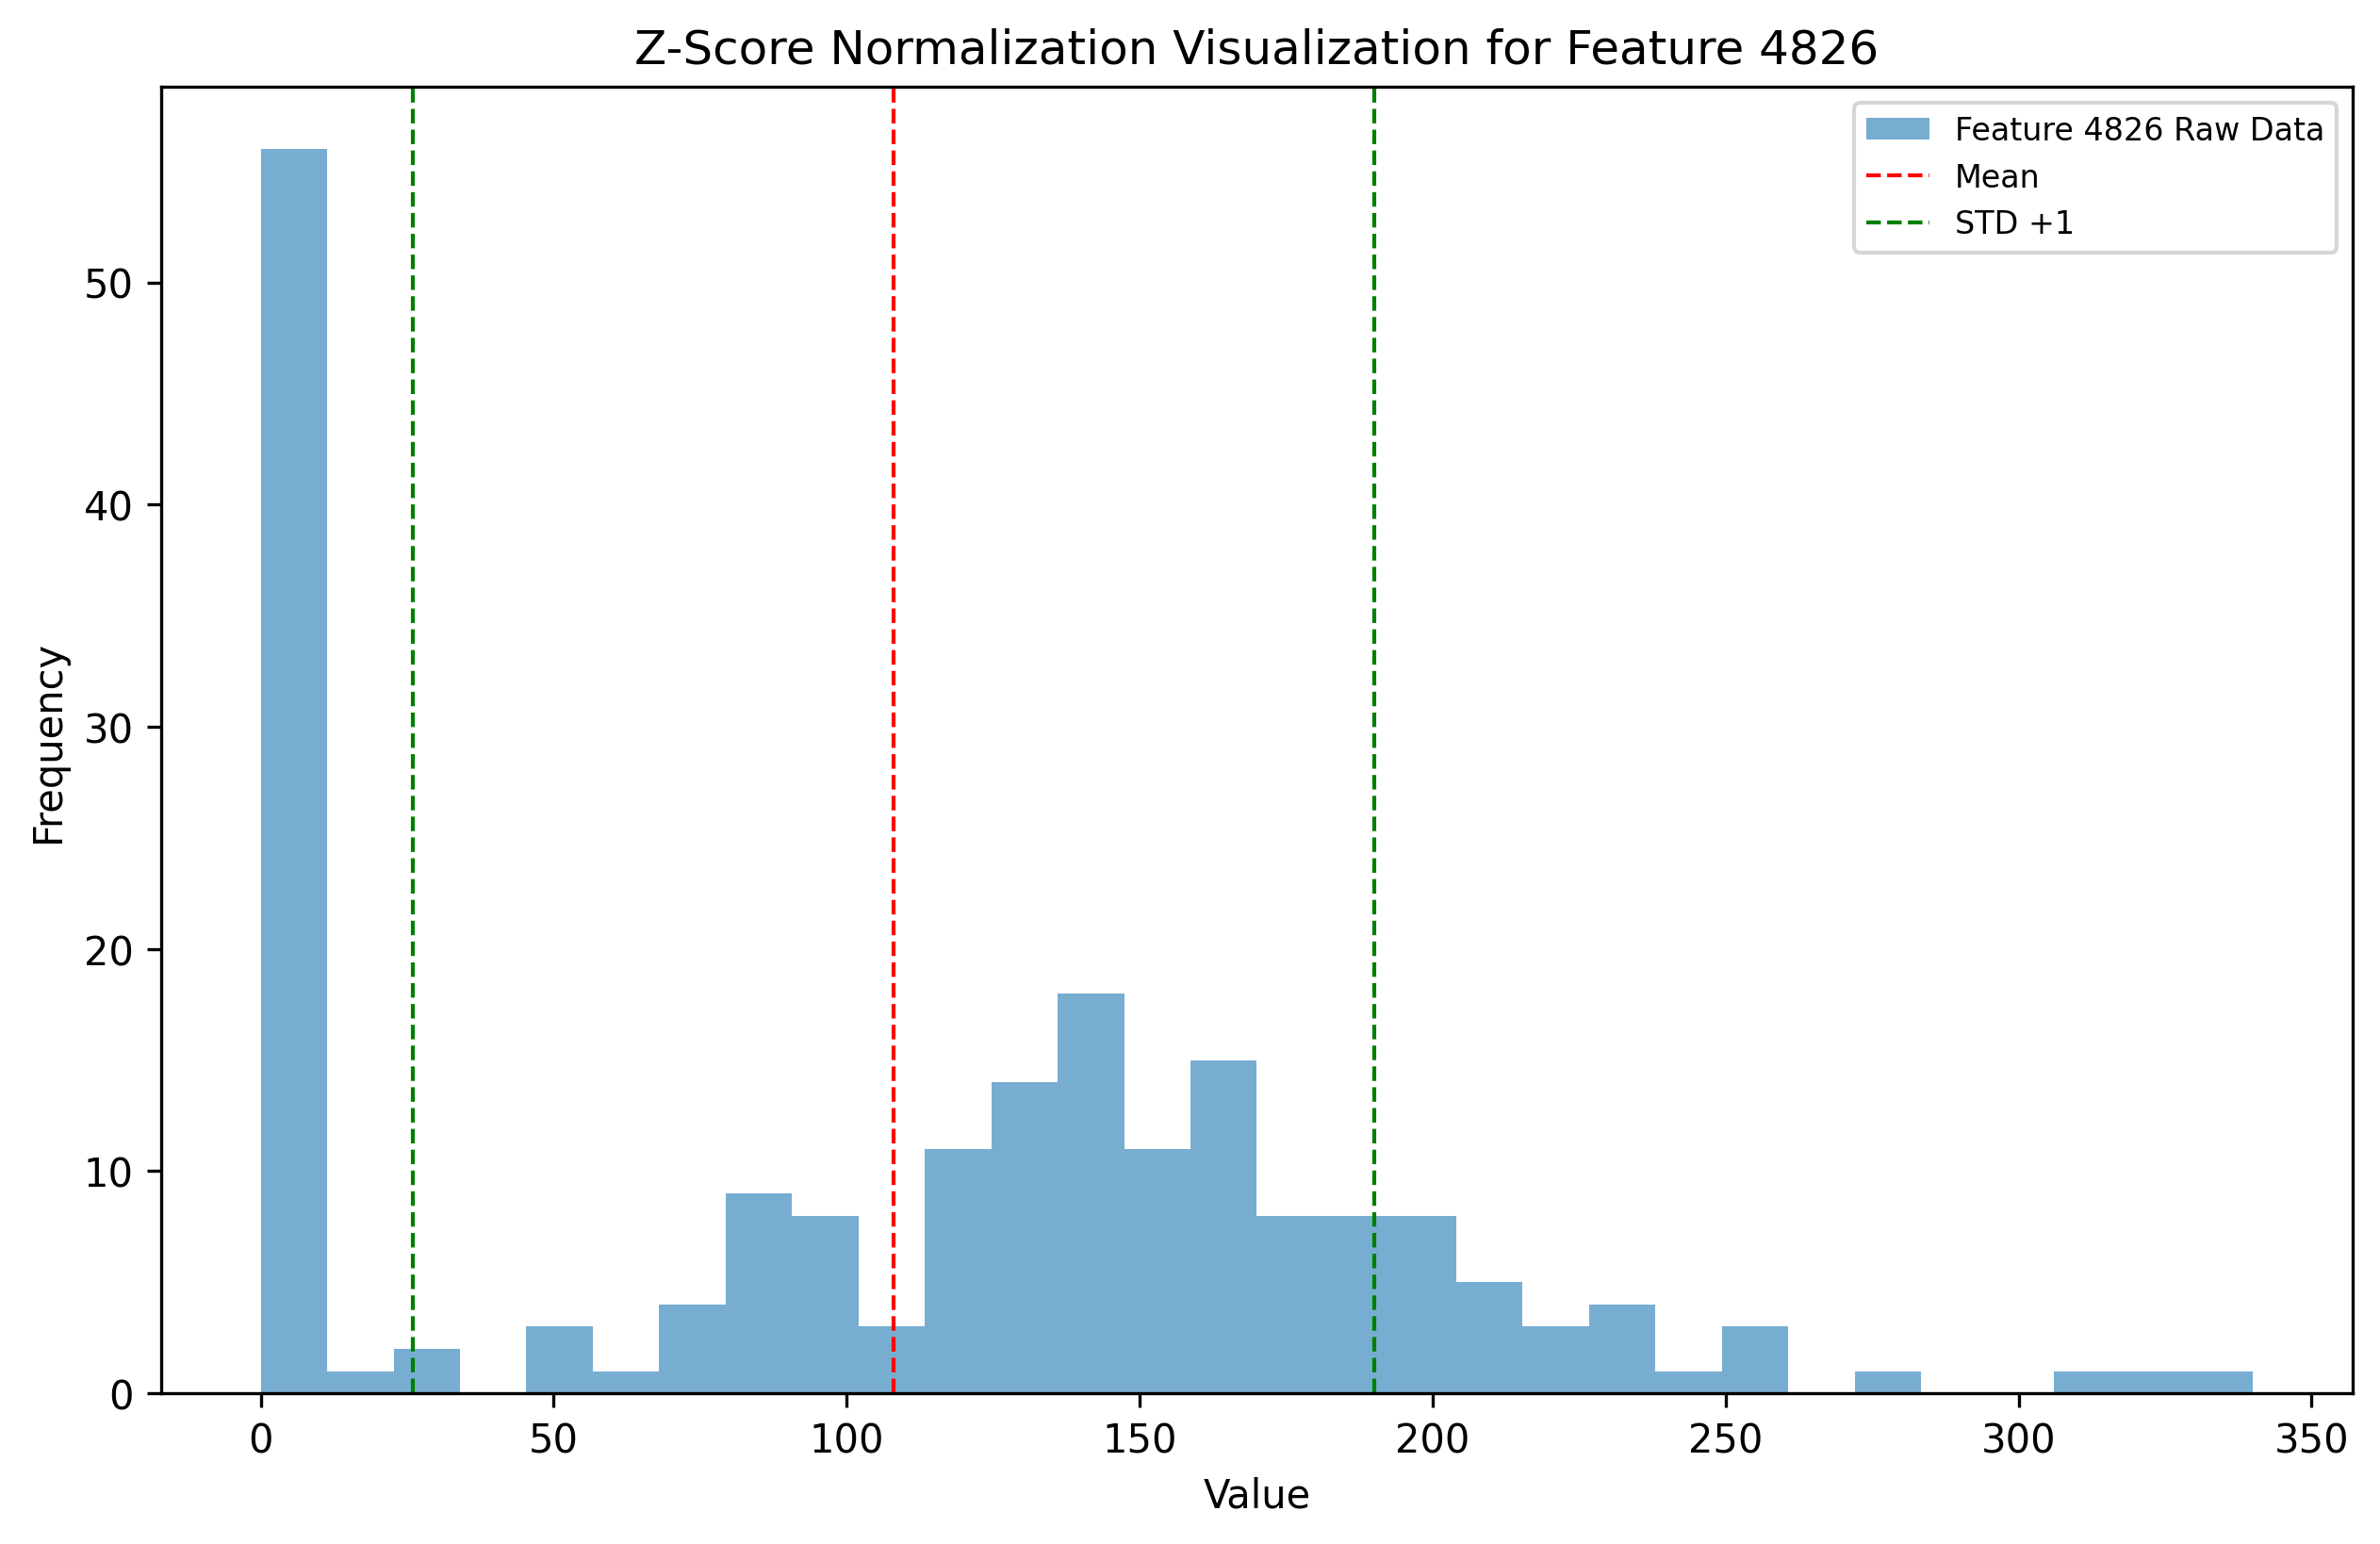 Z-Score Normalization Visualization for Feature 4826
Feature 4826 Raw Data
Mean
STD +1
Frequency
50
40
30
20
10
0
0 50 100 150 200 250 300 350
Value